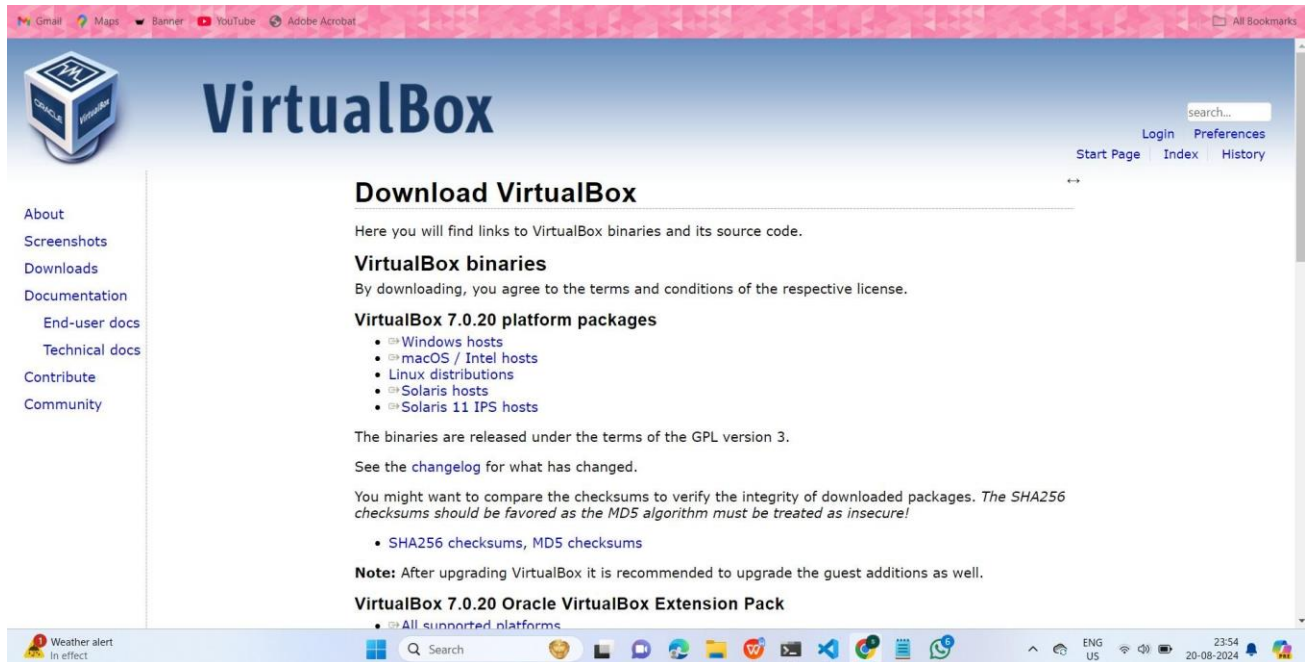 Gmail Maps Banner YouTube Adobe Acrobat All Bookmarks
ORACLE VirtualBox
VirtualBox
search...
Login Preferences
Start Page Index History
About
Screenshots
Downloads
Documentation
End-user docs
Technical docs
Contribute
Community
Download VirtualBox
Here you will find links to VirtualBox binaries and its source code.
VirtualBox binaries
By downloading, you agree to the terms and conditions of the respective license.
VirtualBox 7.0.20 platform packages
• Windows hosts
• macOS / Intel hosts
• Linux distributions
• Solaris hosts
• Solaris 11 IPS hosts
The binaries are released under the terms of the GPL version 3.
See the changelog for what has changed.
You might want to compare the checksums to verify the integrity of downloaded packages. The SHA256
checksums should be favored as the MD5 algorithm must be treated as insecure!
• SHA256 checksums, MD5 checksums
Note: After upgrading VirtualBox it is recommended to upgrade the guest additions as well.
VirtualBox 7.0.20 Oracle VirtualBox Extension Pack
• All supported platforms
Weather alert
In effect
Search
ENG
US
23:54
20-08-2024